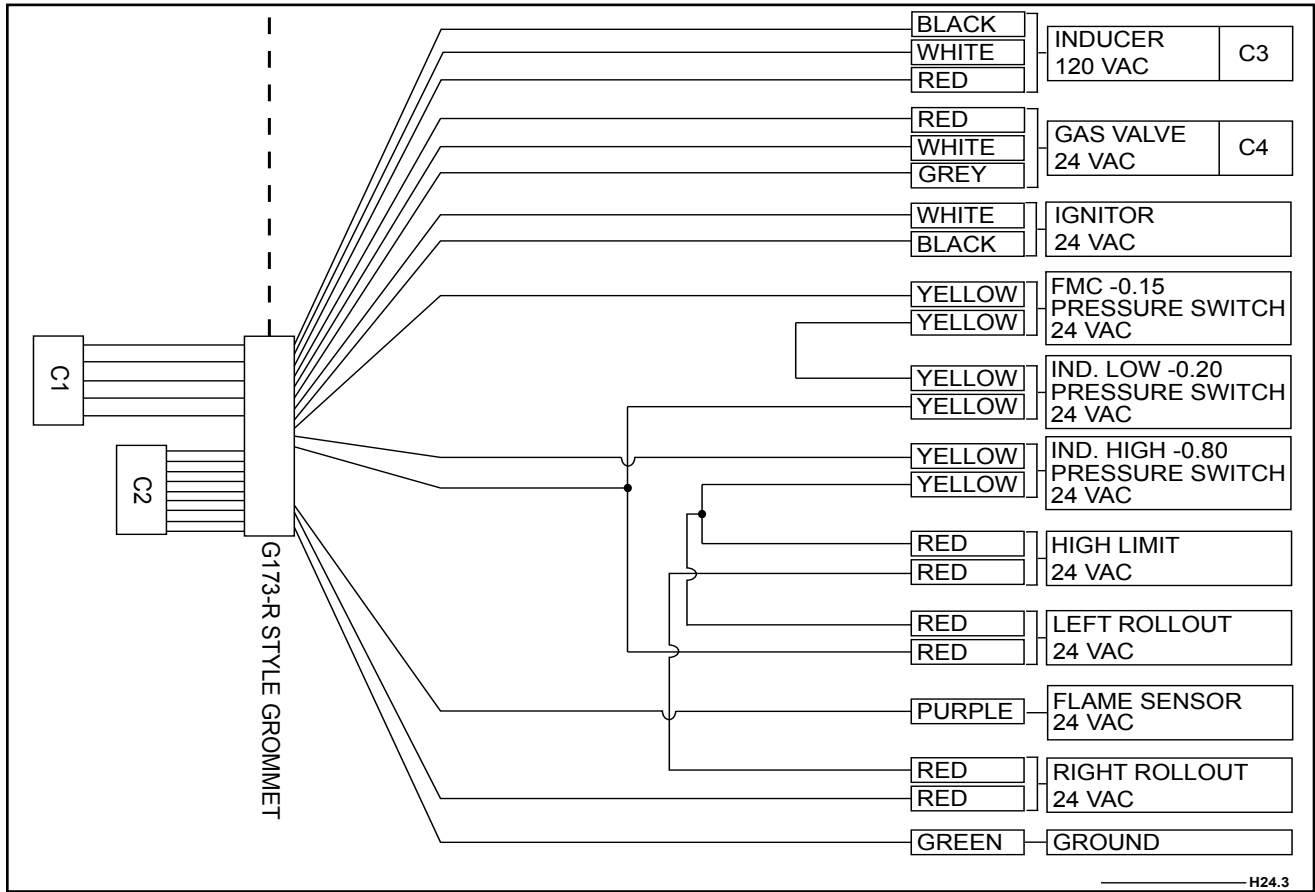 BLACK
WHITE
RED
INDUCER
120 VAC
C3
RED
WHITE
GREY
GAS VALVE
24 VAC
C4
WHITE
BLACK
IGNITOR
24 VAC
YELLOW
YELLOW
FMC -0.15
PRESSURE SWITCH
24 VAC
YELLOW
YELLOW
IND. LOW -0.20
PRESSURE SWITCH
24 VAC
YELLOW
YELLOW
IND. HIGH -0.80
PRESSURE SWITCH
24 VAC
RED
RED
HIGH LIMIT
24 VAC
RED
RED
LEFT ROLLOUT
24 VAC
PURPLE
FLAME SENSOR
24 VAC
RED
RED
RIGHT ROLLOUT
24 VAC
GREEN
GROUND
C1
C2
G173-R STYLE GROMMET
H24.3